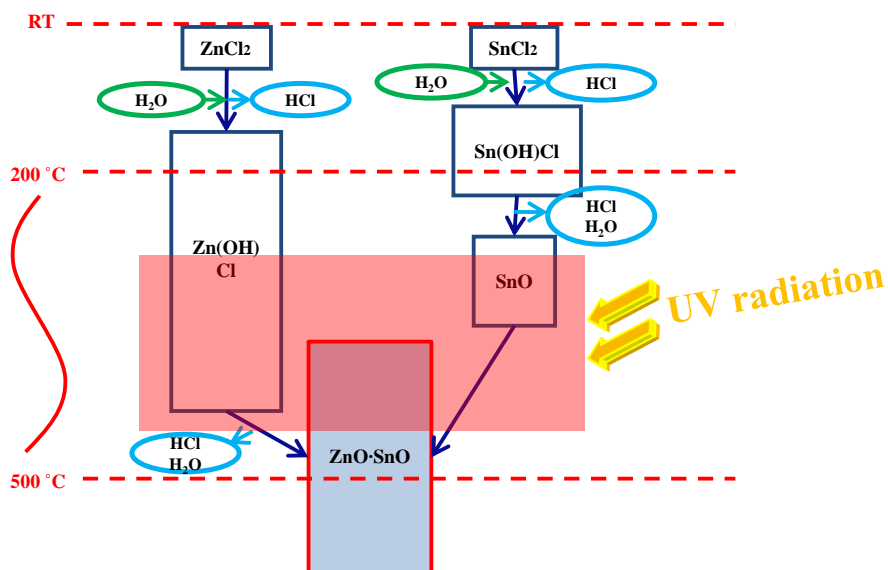 RT
ZnCl₂
SnCl₂
H₂O
HCl
H₂O
HCl
Sn(OH)Cl
200 °C
HCl
H₂O
Zn(OH)
Cl
SnO
UV radiation
HCl
H₂O
ZnO·SnO
500 °C